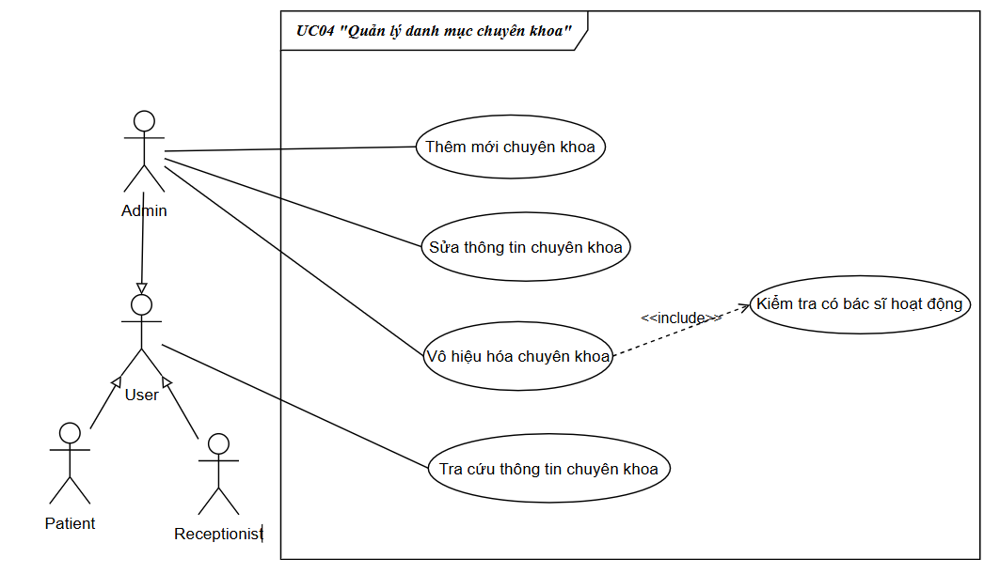 UC04 "Quản lý danh mục chuyên khoa"
Thêm mới chuyên khoa
Admin
Sửa thông tin chuyên khoa
Kiểm tra có bác sĩ hoạt động
<<include>>
Vô hiệu hóa chuyên khoa
User
Tra cứu thông tin chuyên khoa
Patient
Receptionist